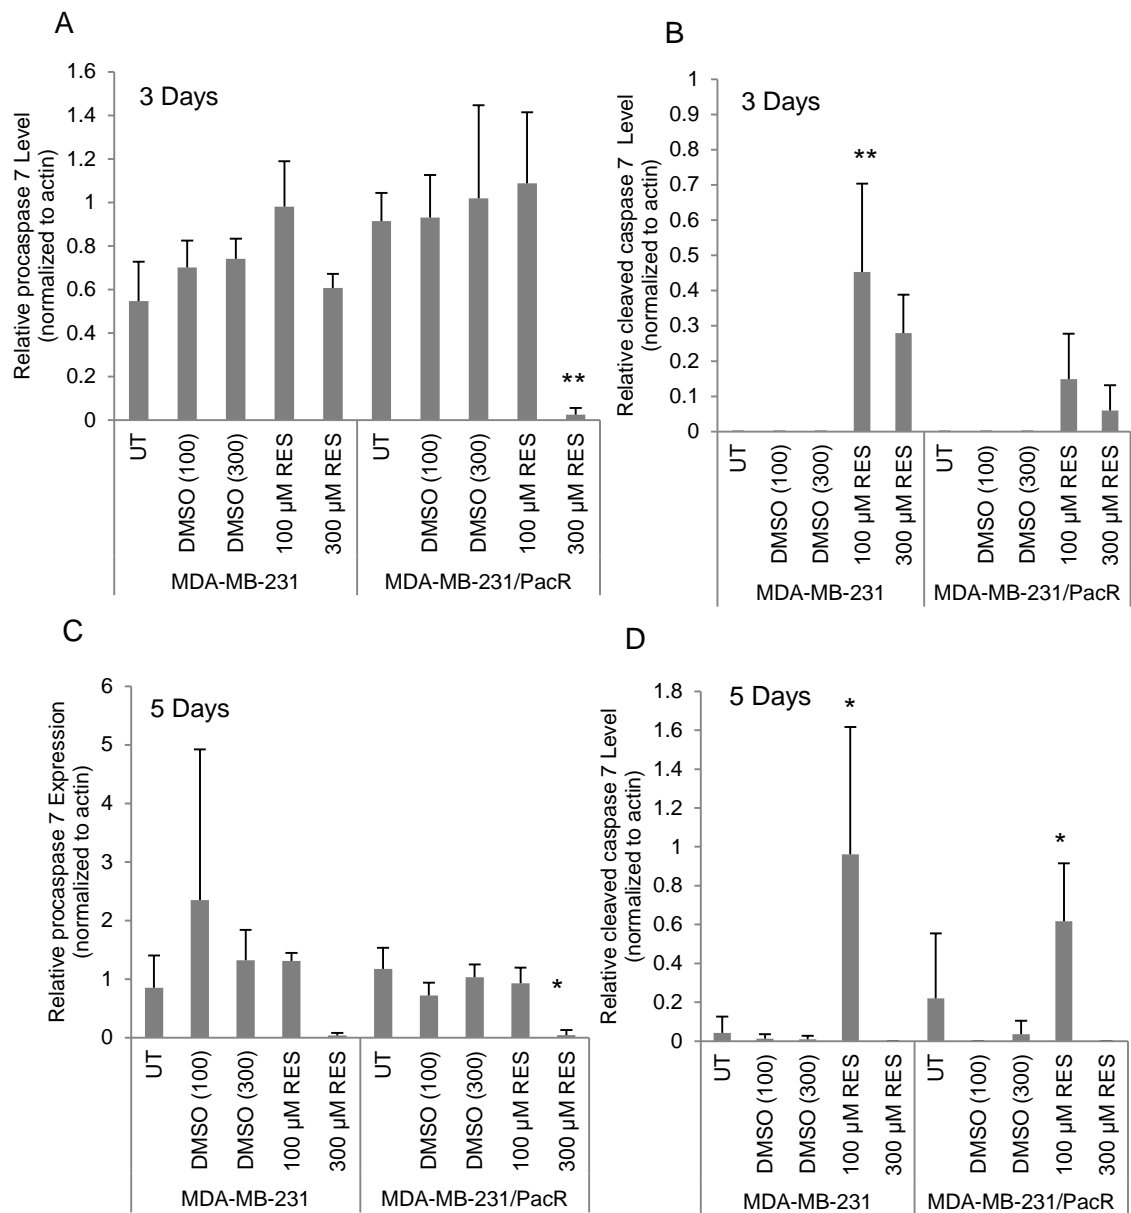 A
Relative procaspase 7 Level
(normalized to actin)
3 Days
1.6
1.4
1.2
1
0.8
0.6
0.4
0.2
0
**
UT
DMSO (100)
DMSO (300)
100 µM RES
300 µM RES
UT
DMSO (100)
DMSO (300)
100 µM RES
300 µM RES
MDA-MB-231
MDA-MB-231/PacR
B
Relative cleaved caspase 7 Level
(normalized to actin)
3 Days
1
0.9
0.8
0.7
0.6
0.5
0.4
0.3
0.2
0.1
0
**
UT
DMSO (100)
DMSO (300)
100 µM RES
300 µM RES
UT
DMSO (100)
DMSO (300)
100 µM RES
300 µM RES
MDA-MB-231
MDA-MB-231/PacR
C
Relative procaspase 7 Expression
(normalized to actin)
5 Days
6
5
4
3
2
1
0
*
UT
DMSO (100)
DMSO (300)
100 µM RES
300 µM RES
UT
DMSO (100)
DMSO (300)
100 µM RES
300 µM RES
MDA-MB-231
MDA-MB-231/PacR
D
Relative cleaved caspase 7 Level
(normalized to actin)
5 Days
1.8
1.6
1.4
1.2
1
0.8
0.6
0.4
0.2
0
*
*
UT
DMSO (100)
DMSO (300)
100 µM RES
300 µM RES
UT
DMSO (100)
DMSO (300)
100 µM RES
300 µM RES
MDA-MB-231
MDA-MB-231/PacR